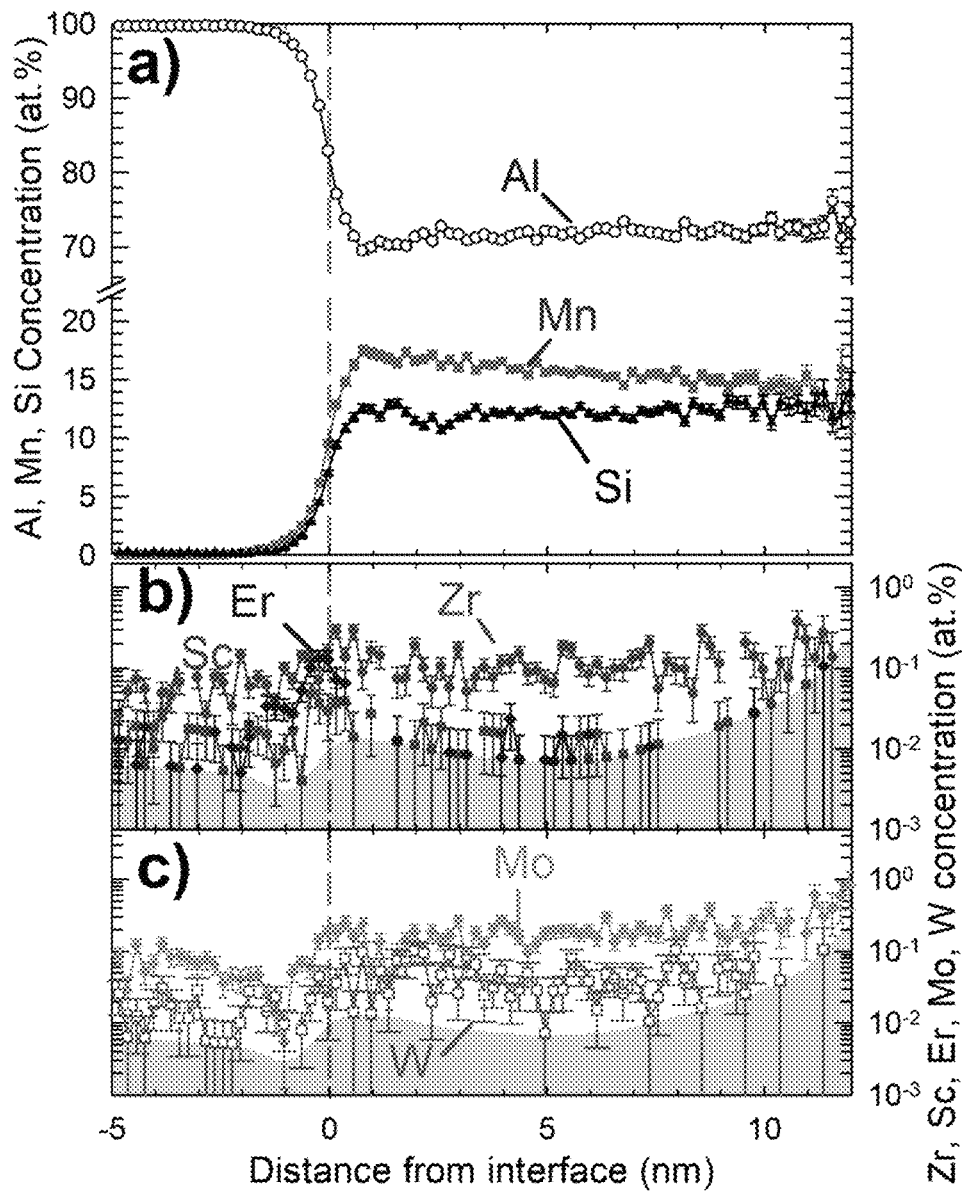 a)
Al, Mn, Si Concentration (at.%)
100
90
80
70
20
15
10
5
0
Al
Mn
Si
b)
Er
Zr
Sc
10⁰
10⁻¹
10⁻²
10⁻³
c)
Mo
W
10⁰
10⁻¹
10⁻²
10⁻³
Zr, Sc, Er, Mo, W concentration (at.%)
-5
0
5
10
Distance from interface (nm)